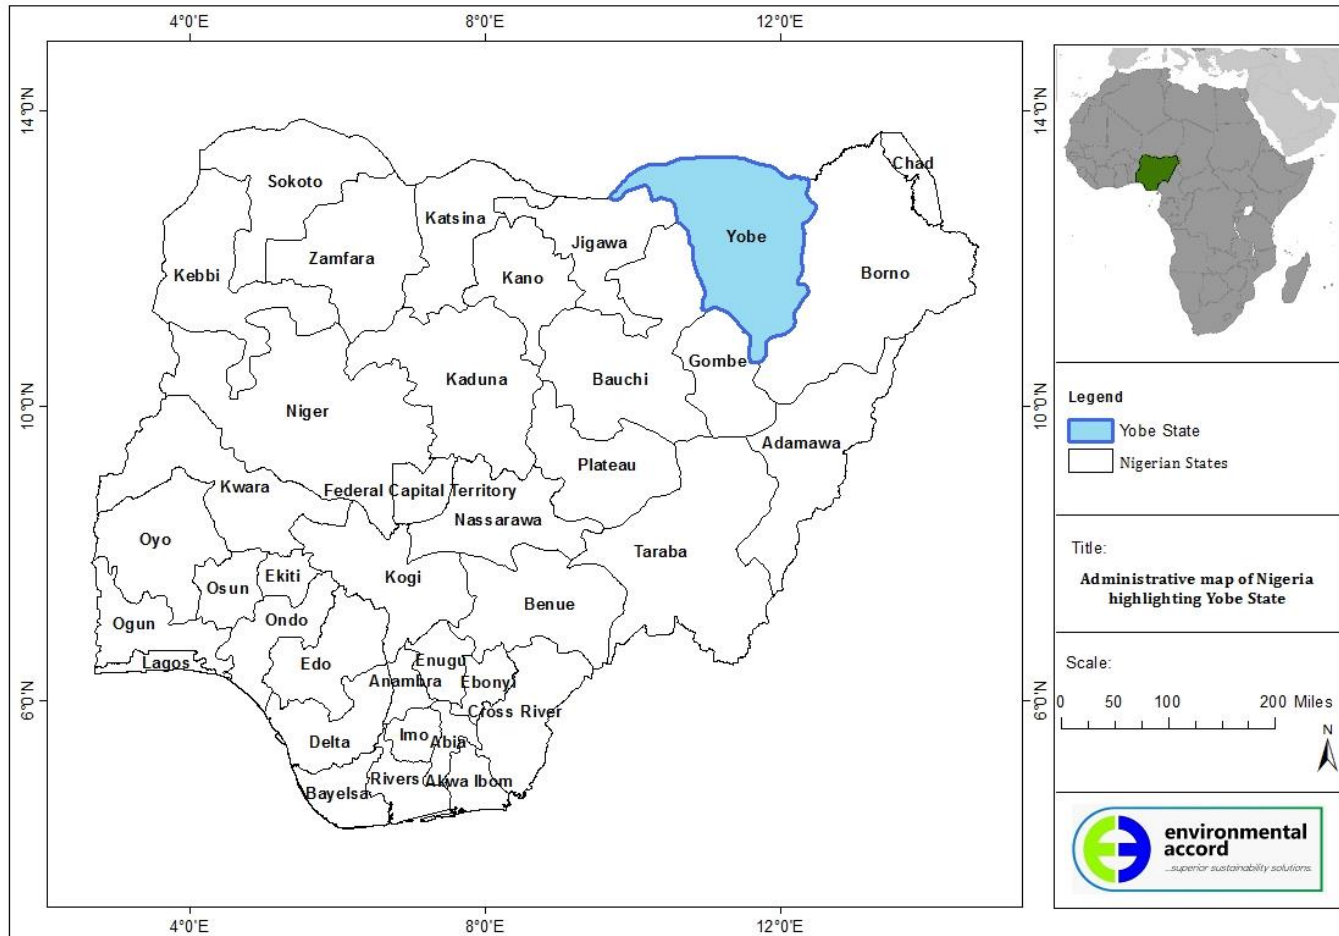 4°0'E 8°0'E 12°0'E
14°0'N 14°0'N
Chad
Sokoto
Katsina
Yobe
Jigawa
Zamfara
Kebbi
Kano
Borno
Gombe
Kaduna
Bauchi
Niger
10°0'N 10°0'N
Adamawa
Plateau
Kwara
Federal Capital Territory
Nassarawa
Oyo
Taraba
Osun
Ekiti
Kogi
Benue
Ogun
Ondo
Lagos
Edo
Enugu
Anambra
Ebonyi
6°0'N 6°0'N
Cross River
Delta
Imo
Abia
Rivers
Akwa Ibom
Bayelsa
4°0'E 8°0'E 12°0'E
Legend
Yobe State
Nigerian States
Title:
Administrative map of Nigeria
highlighting Yobe State
Scale:
0 50 100 200 Miles
N
environmental
accord
...superior sustainability solutions.